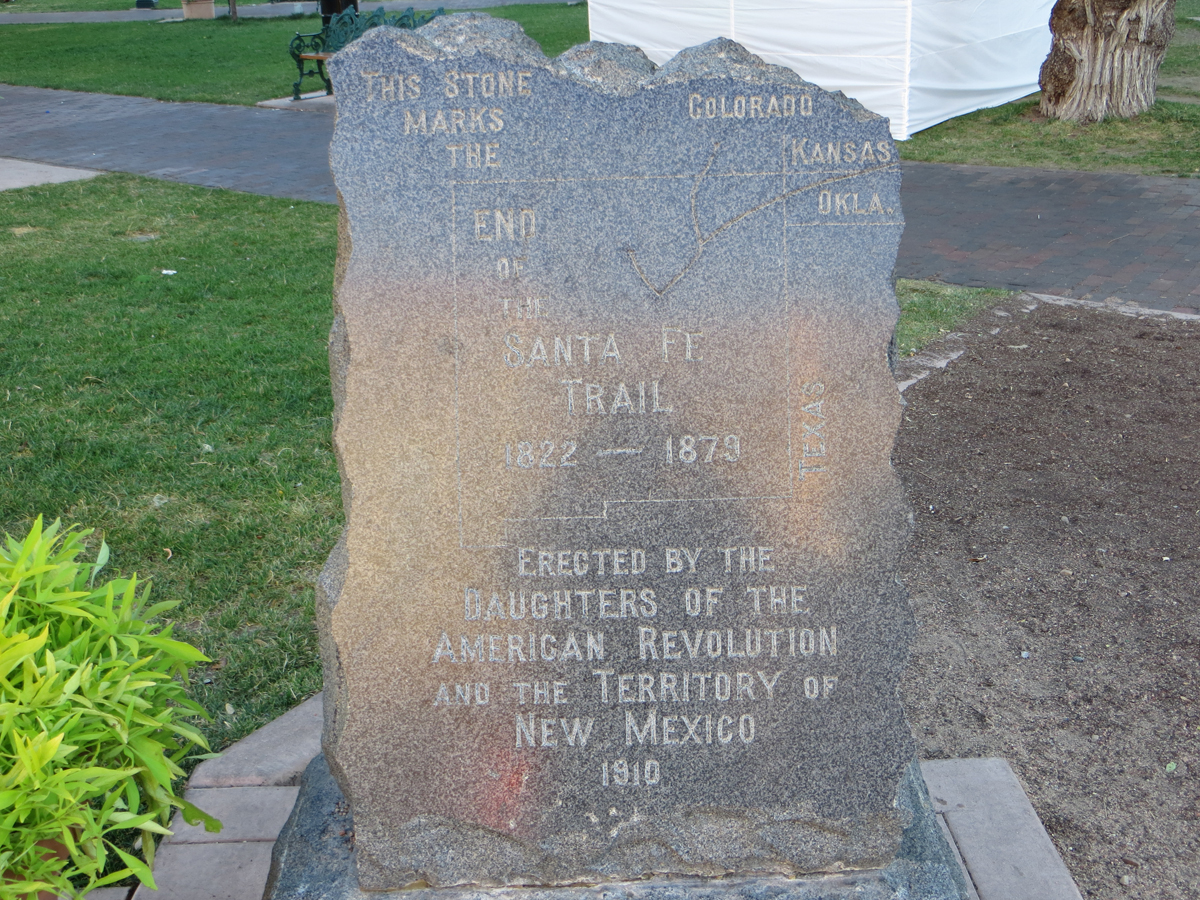 THIS STONE
MARKS
THE
END
OF
THE
SANTA FE
TRAIL
1822 — 1879
COLORADO
KANSAS
OKLA.
TEXAS
ERECTED BY THE
DAUGHTERS OF THE
AMERICAN REVOLUTION
AND THE TERRITORY OF
NEW MEXICO
1910